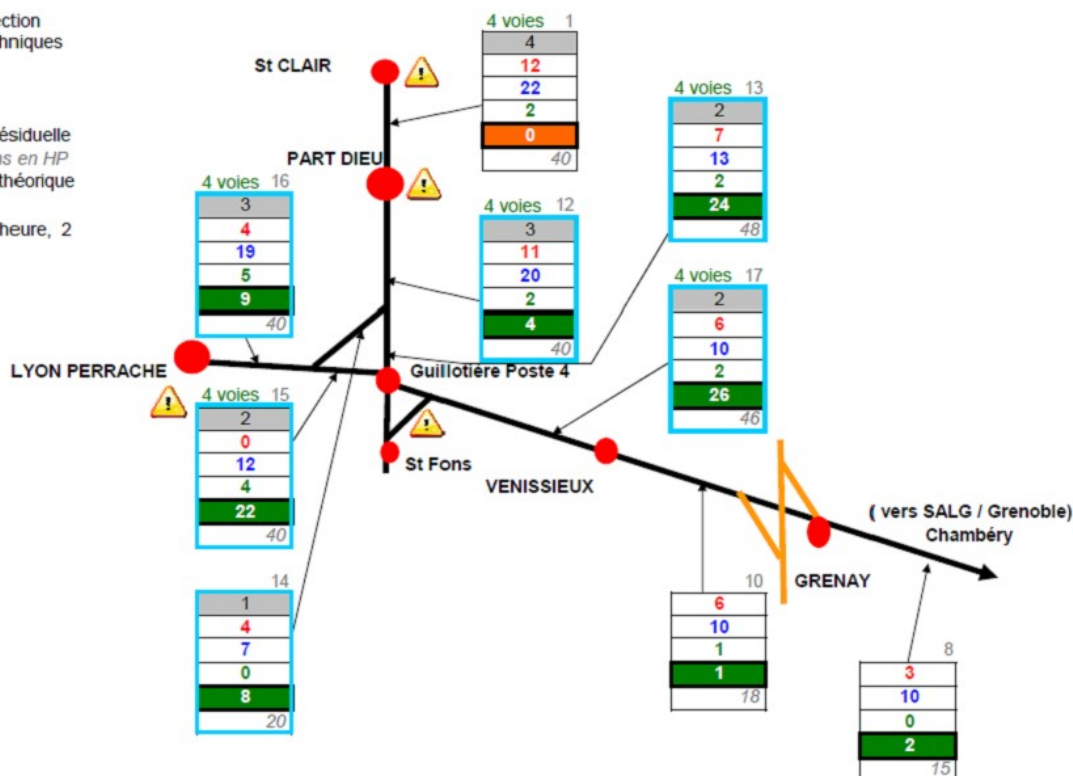 ection
hniques
ésiduelle
ns en HP
théorique
heure, 2
4 voies 1
4
12
22
2
0
40
St CLAIR
PART DIEU
4 voies 13
2
7
13
2
24
48
4 voies 16
3
4
19
5
9
40
4 voies 12
3
11
20
2
4
40
4 voies 17
2
6
10
2
26
46
LYON PERRACHE
Guillotière Poste 4
4 voies 15
2
0
12
4
22
40
St Fons
VENISSIEUX
( vers SALG / Grenoble)
Chambéry
GRENAY
14
1
4
7
0
8
20
10
6
10
1
1
18
8
3
10
0
2
15